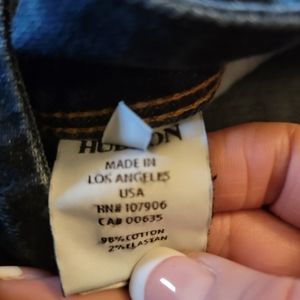 MADE IN
LOS ANGELES
USA
RN# 107906
CA# 00635
98% COTTON
2% ELASTAN